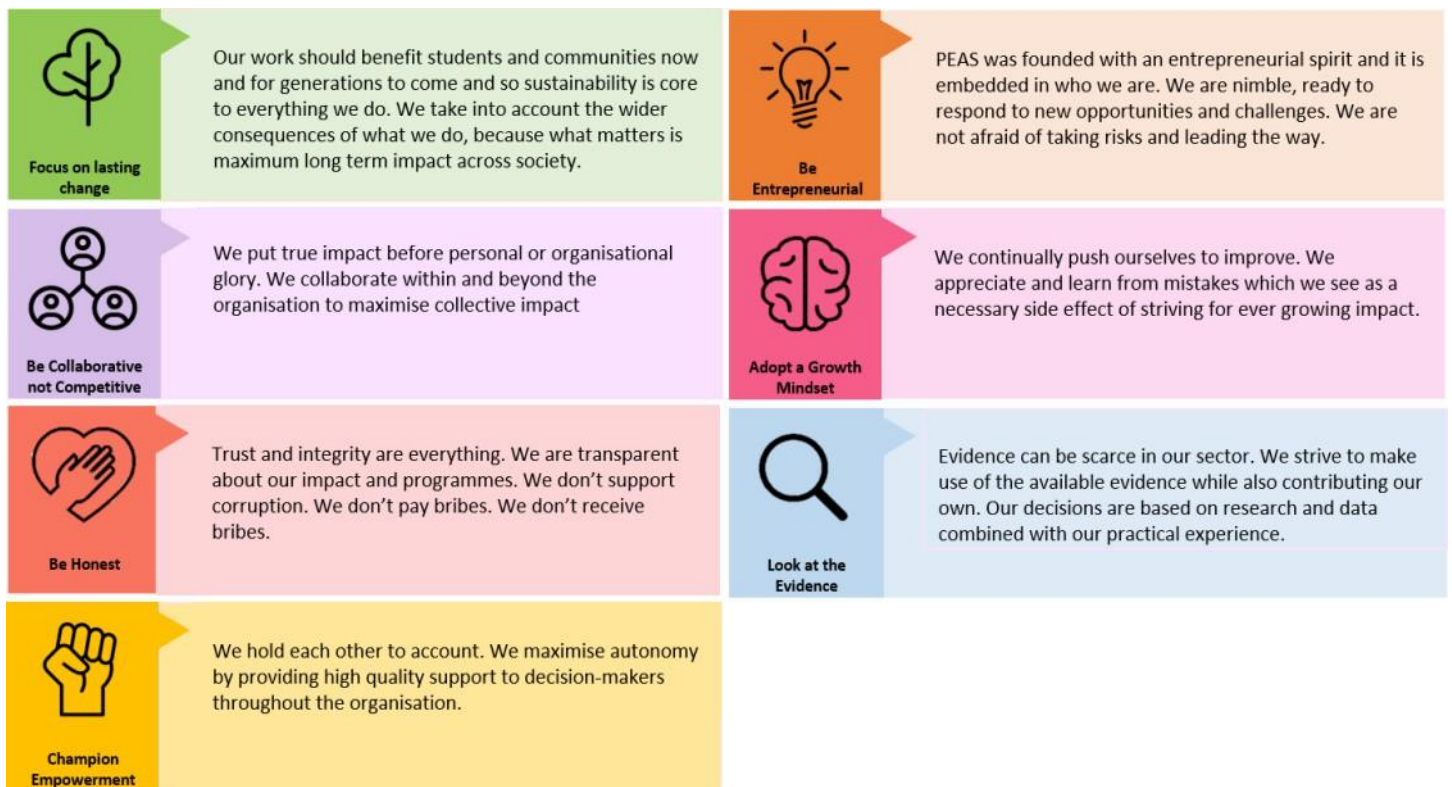 Focus on lasting
change
Our work should benefit students and communities now
and for generations to come and so sustainability is core
to everything we do. We take into account the wider
consequences of what we do, because what matters is
maximum long term impact across society.
Be
Entrepreneurial
PEAS was founded with an entrepreneurial spirit and it is
embedded in who we are. We are nimble, ready to
respond to new opportunities and challenges. We are
not afraid of taking risks and leading the way.
Be Collaborative
not Competitive
We put true impact before personal or organisational
glory. We collaborate within and beyond the
organisation to maximise collective impact
Adopt a Growth
Mindset
We continually push ourselves to improve. We
appreciate and learn from mistakes which we see as a
necessary side effect of striving for ever growing impact.
Be Honest
Trust and integrity are everything. We are transparent
about our impact and programmes. We don’t support
corruption. We don’t pay bribes. We don’t receive
bribes.
Look at the
Evidence
Evidence can be scarce in our sector. We strive to make
use of the available evidence while also contributing our
own. Our decisions are based on research and data
combined with our practical experience.
Champion
Empowerment
We hold each other to account. We maximise autonomy
by providing high quality support to decision-makers
throughout the organisation.